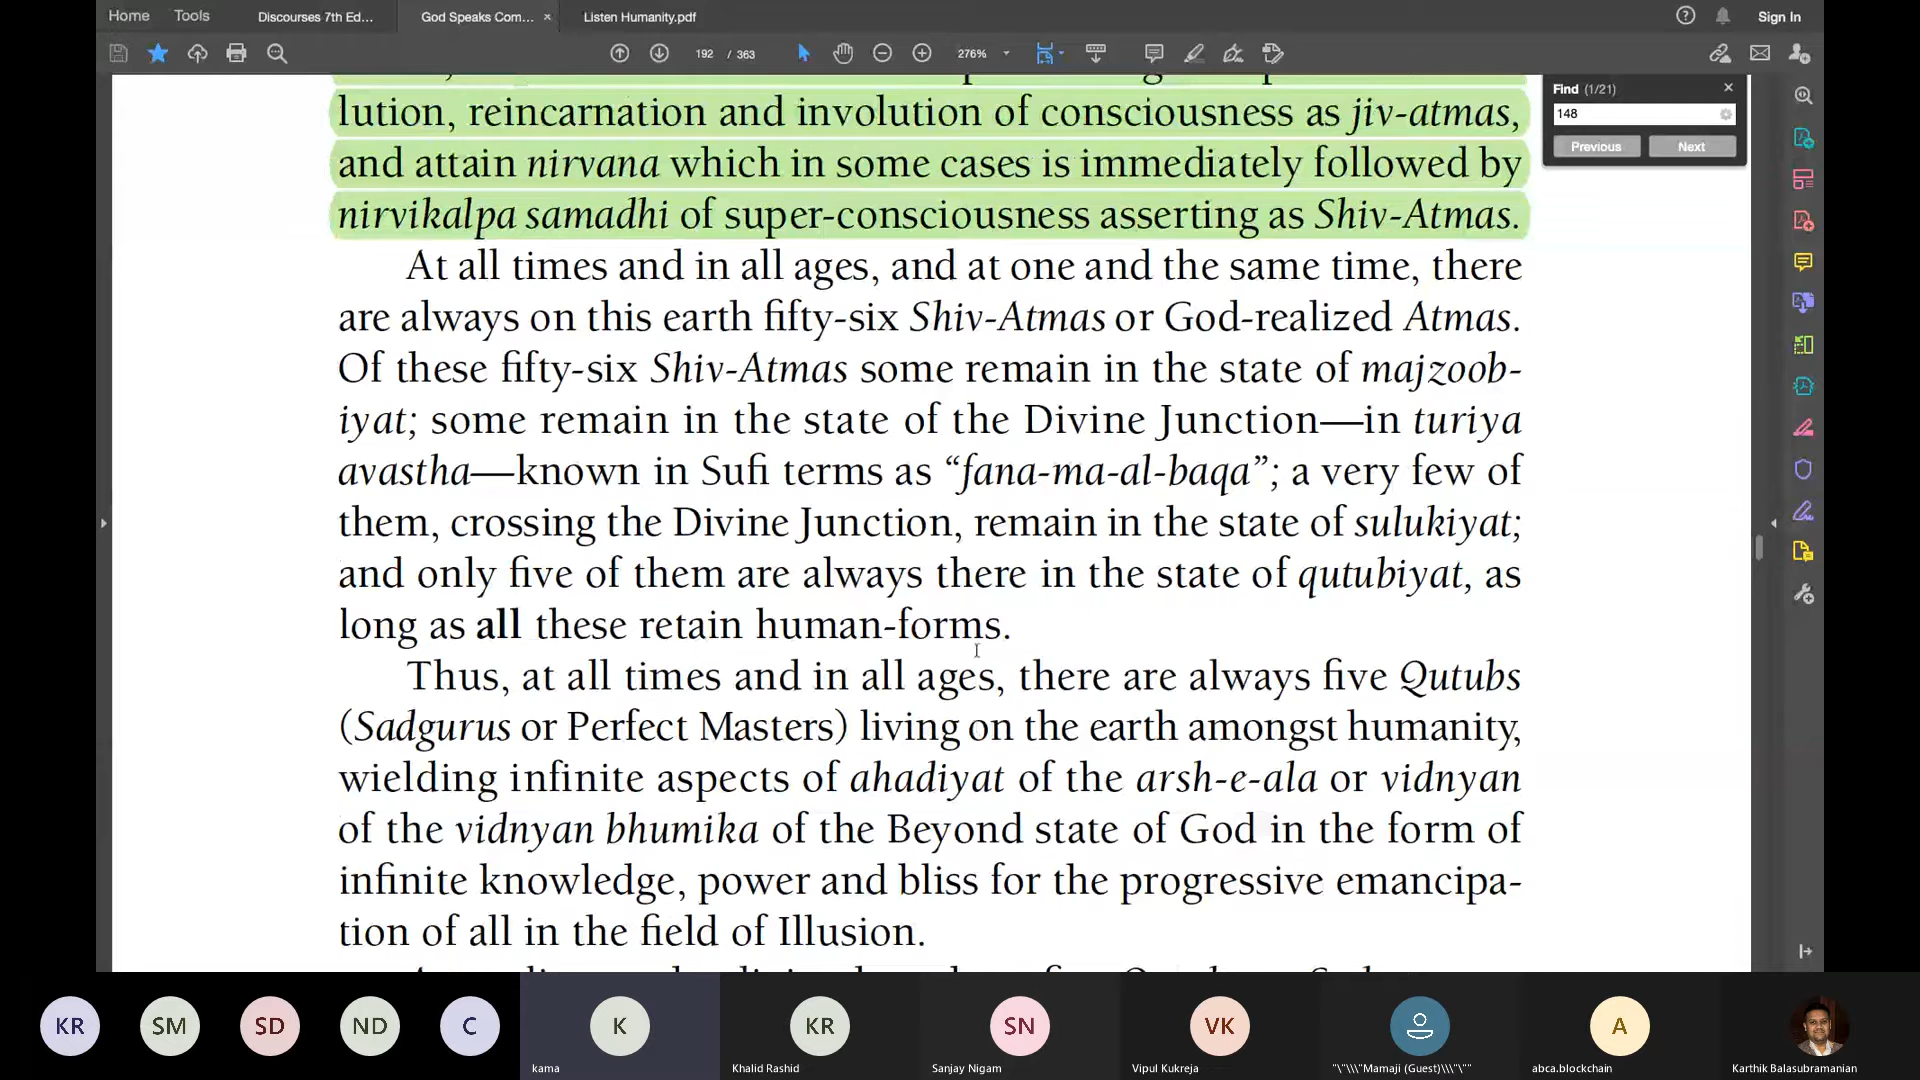 Home Tools Discourses 7th Ed... God Speaks Com... × Listen Humanity.pdf Sign In
192 / 363 276%
Find (1/21)
148
Previous Next
lution, reincarnation and involution of consciousness as jiv-atmas,
and attain nirvana which in some cases is immediately followed by
nirvikalpa samadhi of super-consciousness asserting as Shiv-Atmas.
At all times and in all ages, and at one and the same time, there
are always on this earth fifty-six Shiv-Atmas or God-realized Atmas.
Of these fifty-six Shiv-Atmas some remain in the state of majzoob-
iyat; some remain in the state of the Divine Junction—in turiya
avastha—known in Sufi terms as “fana-ma-al-baqa”; a very few of
them, crossing the Divine Junction, remain in the state of sulukiyat;
and only five of them are always there in the state of qutubiyat, as
long as all these retain human-forms.
Thus, at all times and in all ages, there are always five Qutubs
(Sadgurus or Perfect Masters) living on the earth amongst humanity,
wielding infinite aspects of ahadiyat of the arsh-e-ala or vidnyan
of the vidnyan bhumika of the Beyond state of God in the form of
infinite knowledge, power and bliss for the progressive emancipa-
tion of all in the field of Illusion.
KR SM SD ND C K KR SN VK A
kama Khalid Rashid Sanjay Nigam Vipul Kukreja "\"\\\"Mamaji (Guest)\\\"\"" abca.blockchain Karthik Balasubramanian